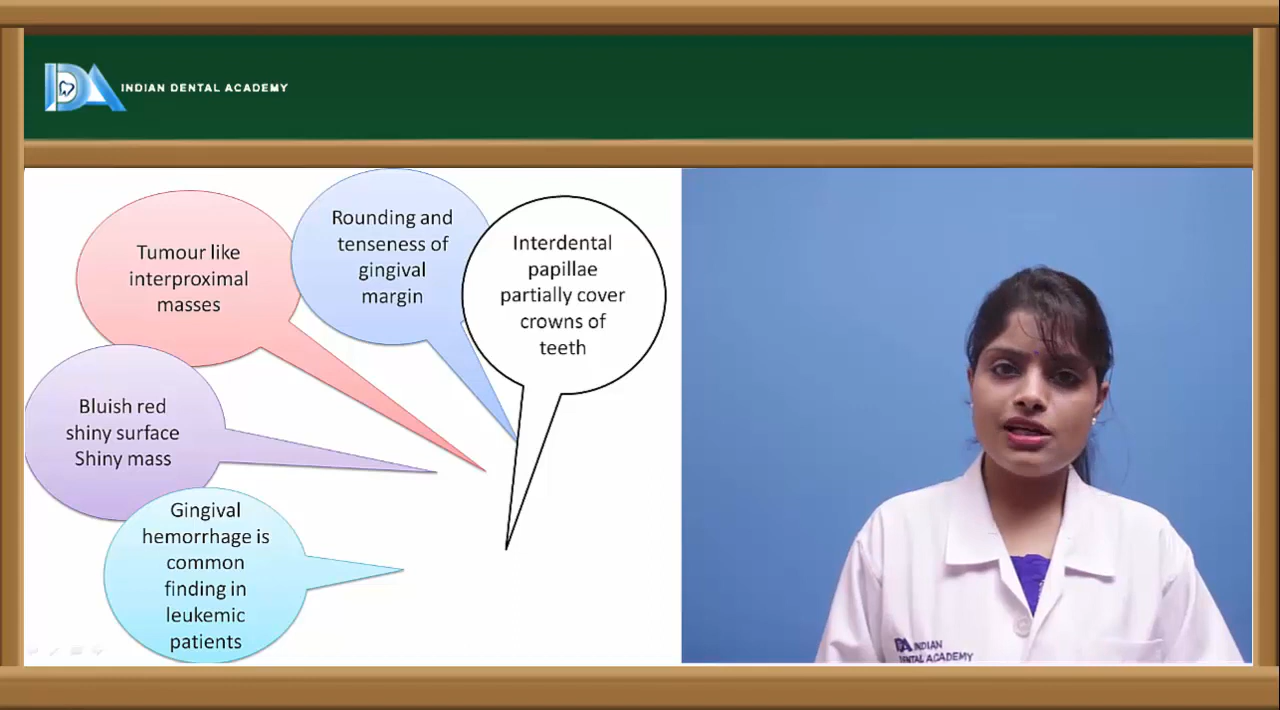 INDIAN DENTAL ACADEMY
Tumour like
interproximal
masses
Rounding and
tenseness of
gingival
margin
Interdental
papillae
partially cover
crowns of
teeth
Bluish red
shiny surface
Shiny mass
Gingival
hemorrhage is
common
finding in
leukemic
patients
DA INDIAN
DENTAL ACADEMY